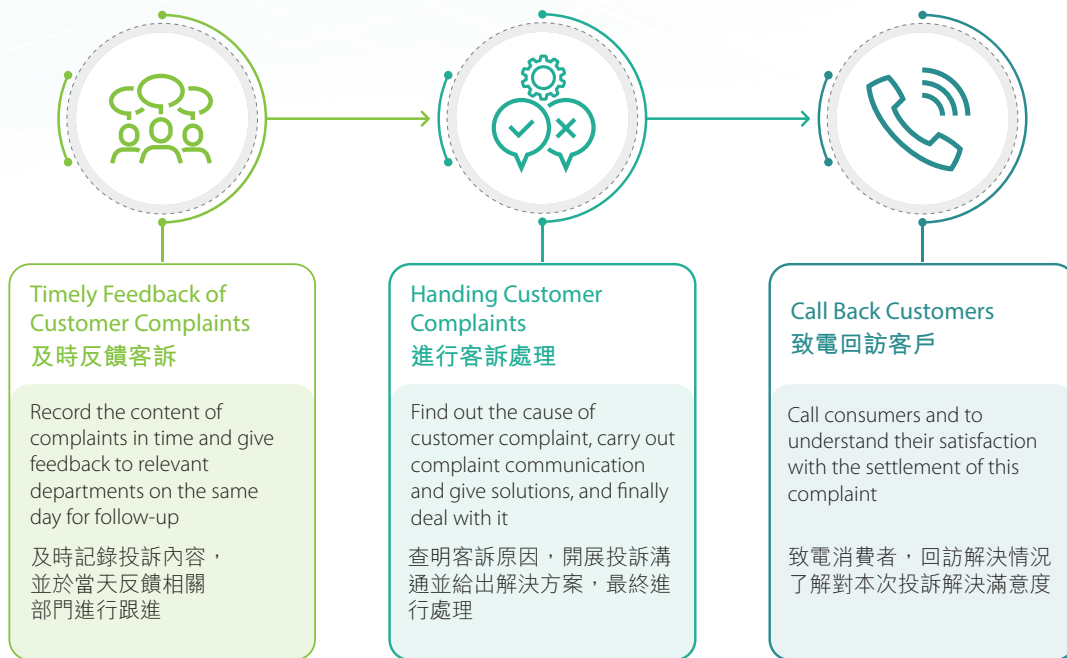 Timely Feedback of
Customer Complaints
及時反饋客訴
Record the content of
complaints in time and give
feedback to relevant
departments on the same
day for follow-up
及時記錄投訴內容，
並於當天反饋相關
部門進行跟進
Handing Customer
Complaints
進行客訴處理
Find out the cause of
customer complaint, carry out
complaint communication
and give solutions, and finally
deal with it
查明客訴原因，開展投訴溝
通並給出解決方案，最終進
行處理
Call Back Customers
致電回訪客戶
Call consumers and to
understand their satisfaction
with the settlement of this
complaint
致電消費者，回訪解決情況
了解對本次投訴解決滿意度